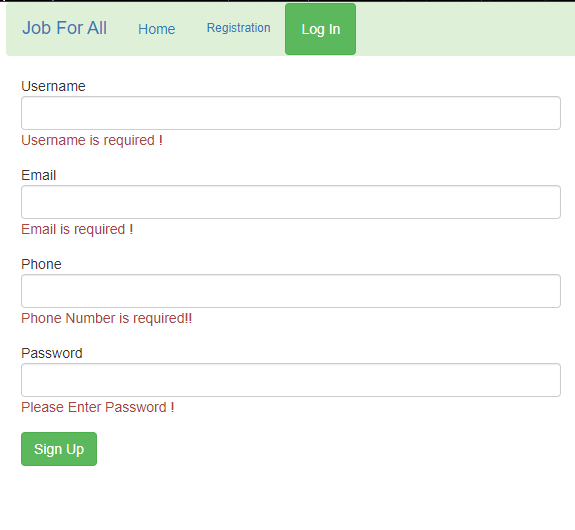 Job For All Home Registration Log In
Username
Username is required !
Email
Email is required !
Phone
Phone Number is required!!
Password
Please Enter Password !
Sign Up